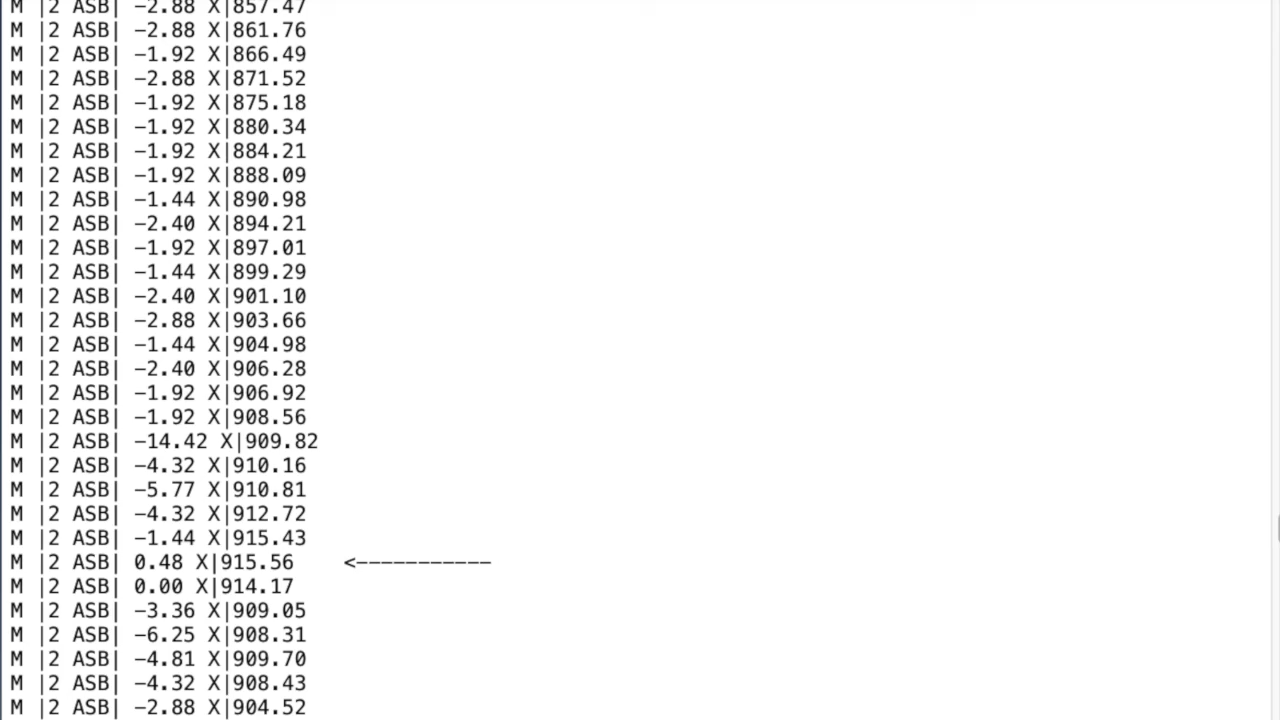 M |2 ASB| -2.88 X|857.47
M |2 ASB| -2.88 X|861.76
M |2 ASB| -1.92 X|866.49
M |2 ASB| -2.88 X|871.52
M |2 ASB| -1.92 X|875.18
M |2 ASB| -1.92 X|880.34
M |2 ASB| -1.92 X|884.21
M |2 ASB| -1.92 X|888.09
M |2 ASB| -1.44 X|890.98
M |2 ASB| -2.40 X|894.21
M |2 ASB| -1.92 X|897.01
M |2 ASB| -1.44 X|899.29
M |2 ASB| -2.40 X|901.10
M |2 ASB| -2.88 X|903.66
M |2 ASB| -1.44 X|904.98
M |2 ASB| -2.40 X|906.28
M |2 ASB| -1.92 X|906.92
M |2 ASB| -1.92 X|908.56
M |2 ASB| -14.42 X|909.82
M |2 ASB| -4.32 X|910.16
M |2 ASB| -5.77 X|910.81
M |2 ASB| -4.32 X|912.72
M |2 ASB| -1.44 X|915.43
M |2 ASB| 0.48 X|915.56    <-----------
M |2 ASB| 0.00 X|914.17
M |2 ASB| -3.36 X|909.05
M |2 ASB| -6.25 X|908.31
M |2 ASB| -4.81 X|909.70
M |2 ASB| -4.32 X|908.43
M |2 ASB| -2.88 X|904.52